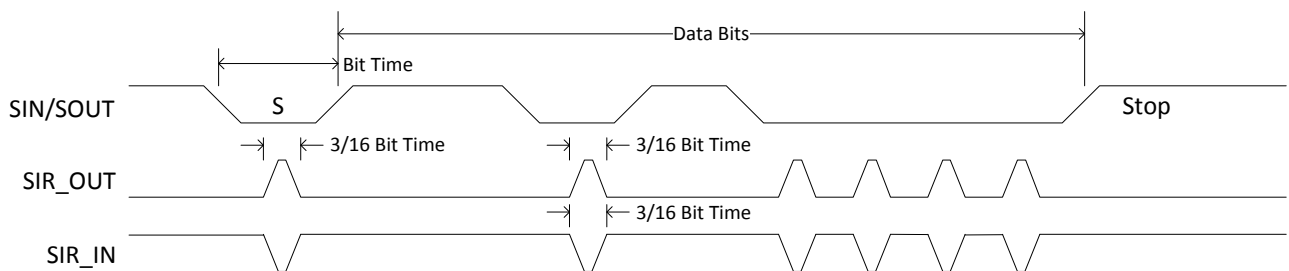 Data Bits
Bit Time
SIN/SOUT
S
Stop
3/16 Bit Time
3/16 Bit Time
SIR_OUT
3/16 Bit Time
SIR_IN